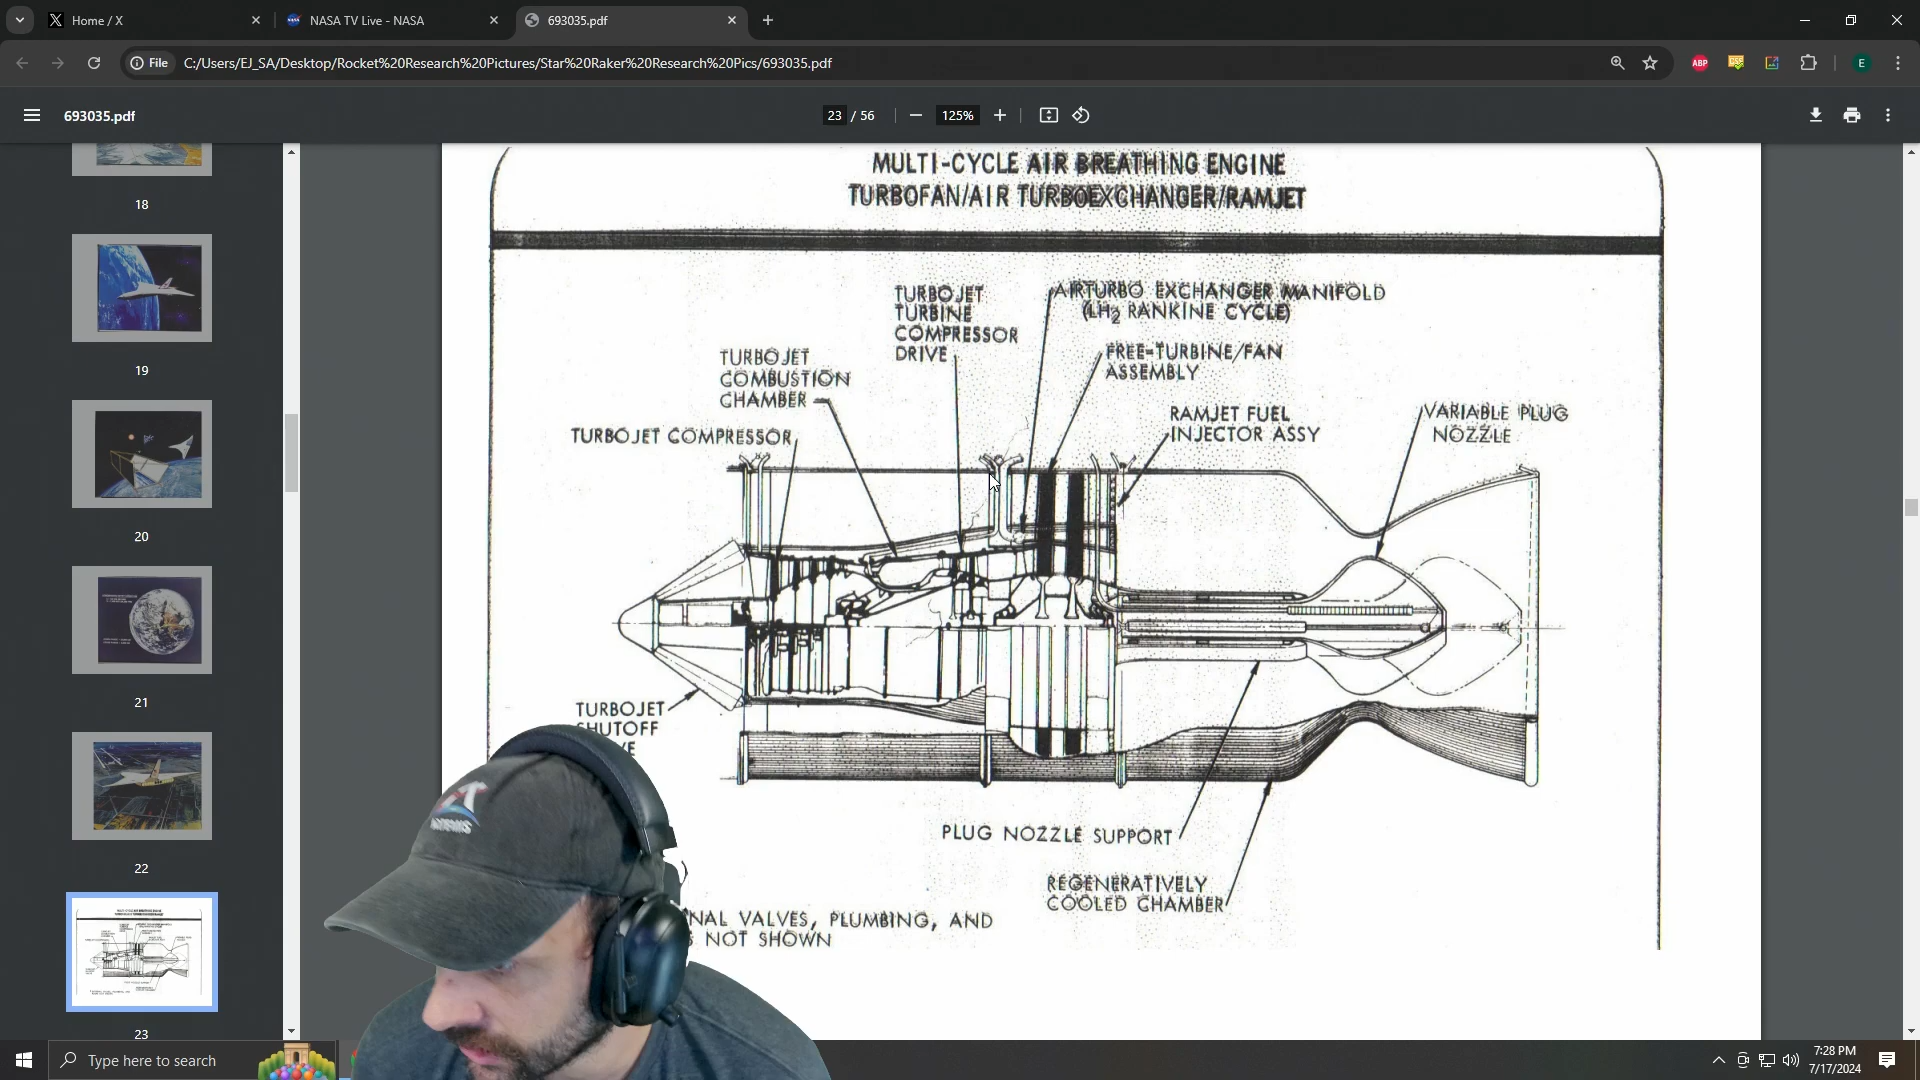 Home / X
NASA TV Live - NASA
693035.pdf
File
C:/Users/EJ_SA/Desktop/Rocket%20Research%20Pictures/Star%20Raker%20Research%20Pics/693035.pdf
ABP
E
693035.pdf
23 / 56
125%
18
19
20
21
22
23
MULTI-CYCLE AIR BREATHING ENGINE
TURBOFAN/AIR TURBOEXCHANGER/RAMJET
TURBOJET
TURBINE
COMPRESSOR
DRIVE
AIRTURBO EXCHANGER MANIFOLD
(LH2 RANKINE CYCLE)
FREE-TURBINE/FAN
ASSEMBLY
TURBOJET
COMBUSTION
CHAMBER
TURBOJET COMPRESSOR
RAMJET FUEL
INJECTOR ASSY
VARIABLE PLUG
NOZZLE
TURBOJET
SHUTOFF
PLUG NOZZLE SUPPORT
REGENERATIVELY
COOLED CHAMBER
NAL VALVES, PLUMBING, AND
NOT SHOWN
ARTEMIS
Type here to search
7:28 PM
7/17/2024